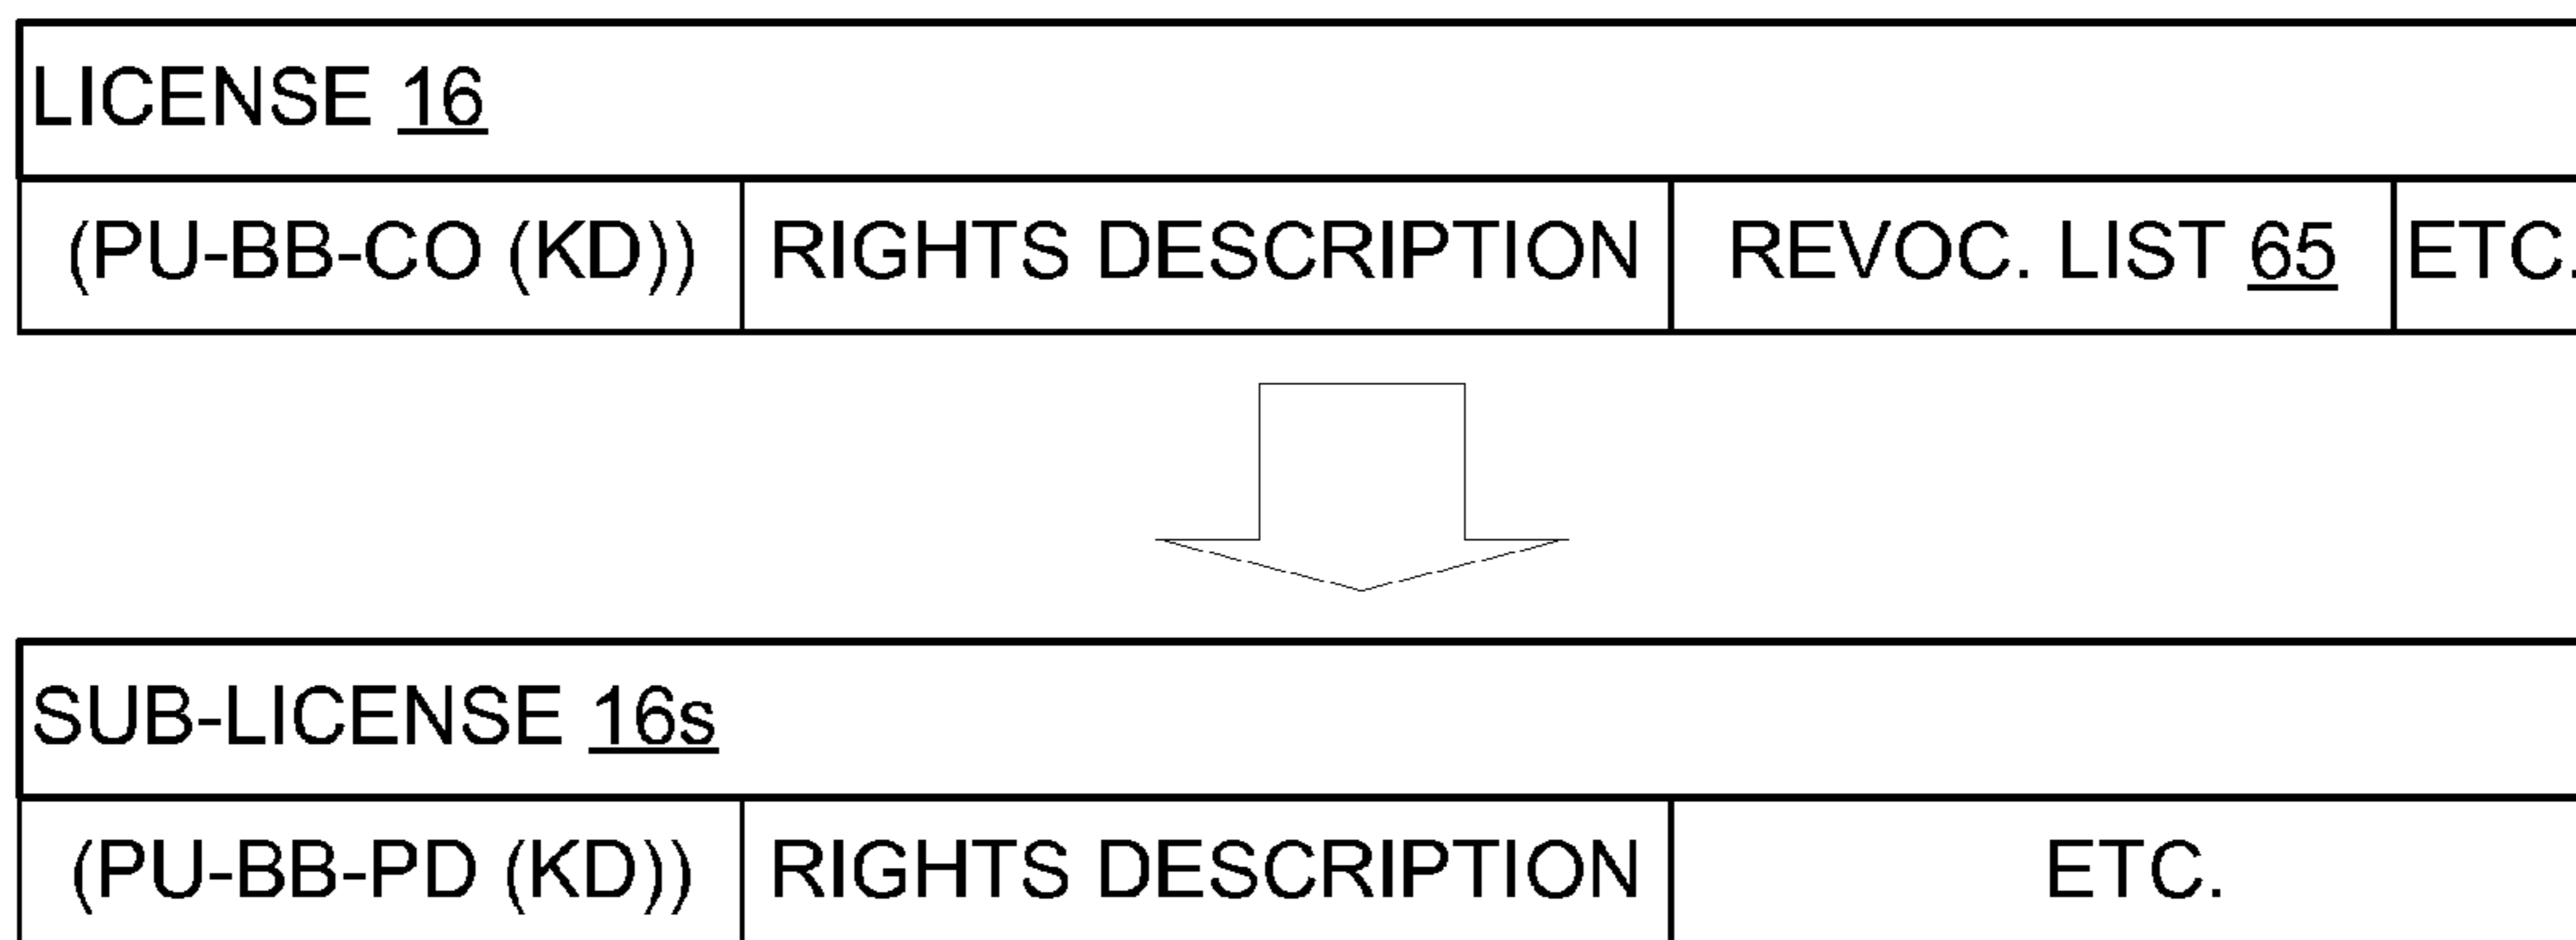 LICENSE 16
(PU-BB-CO (KD)) RIGHTS DESCRIPTION REVOC. LIST 65 ETC.
SUB-LICENSE 16s
(PU-BB-PD (KD)) RIGHTS DESCRIPTION ETC.